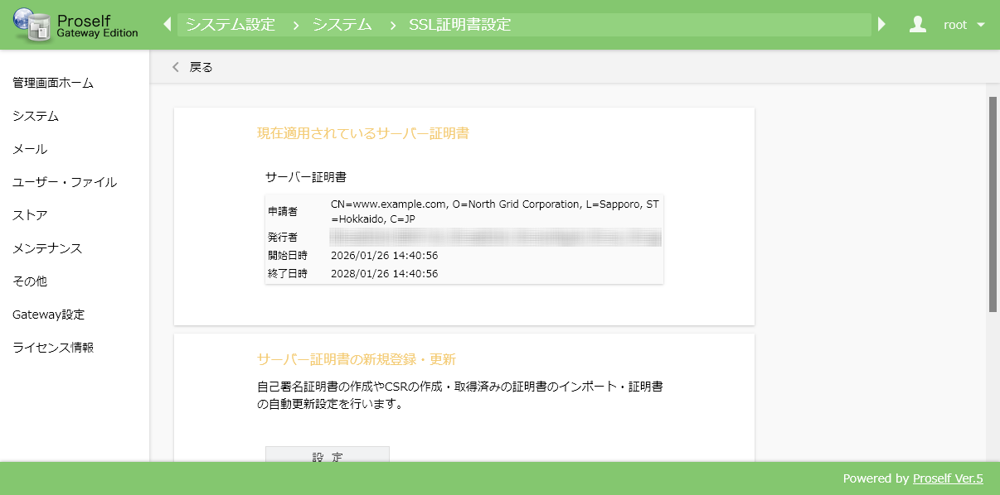 Proself
Gateway Edition
システム設定 › システム › SSL証明書設定
root
戻る
管理画面ホーム
システム
メール
ユーザー・ファイル
ストア
メンテナンス
その他
Gateway設定
ライセンス情報
現在適用されているサーバー証明書
サーバー証明書
申請者 CN=www.example.com, O=North Grid Corporation, L=Sapporo, ST
=Hokkaido, C=JP
発行者
開始日時 2026/01/26 14:40:56
終了日時 2028/01/26 14:40:56
サーバー証明書の新規登録・更新
自己署名証明書の作成やCSRの作成・取得済みの証明書のインポート・証明書
の自動更新設定を行います。
設 定
Powered by Proself Ver.5